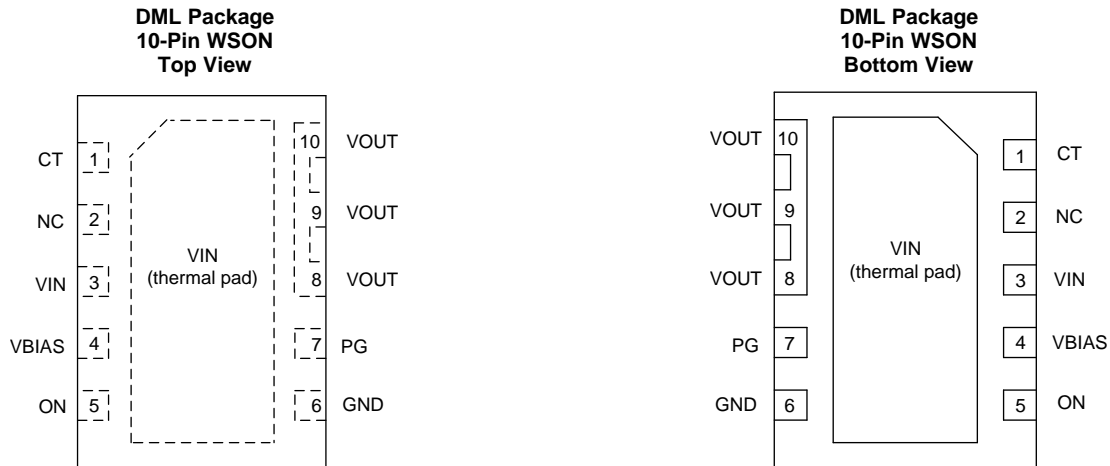 DML Package
10-Pin WSON
Top View
CT 1
NC 2
VIN 3
VBIAS 4
ON 5
VIN
(thermal pad)
10 VOUT
9 VOUT
8 VOUT
7 PG
6 GND
DML Package
10-Pin WSON
Bottom View
VOUT 10
VOUT 9
VOUT 8
PG 7
GND 6
VIN
(thermal pad)
1 CT
2 NC
3 VIN
4 VBIAS
5 ON